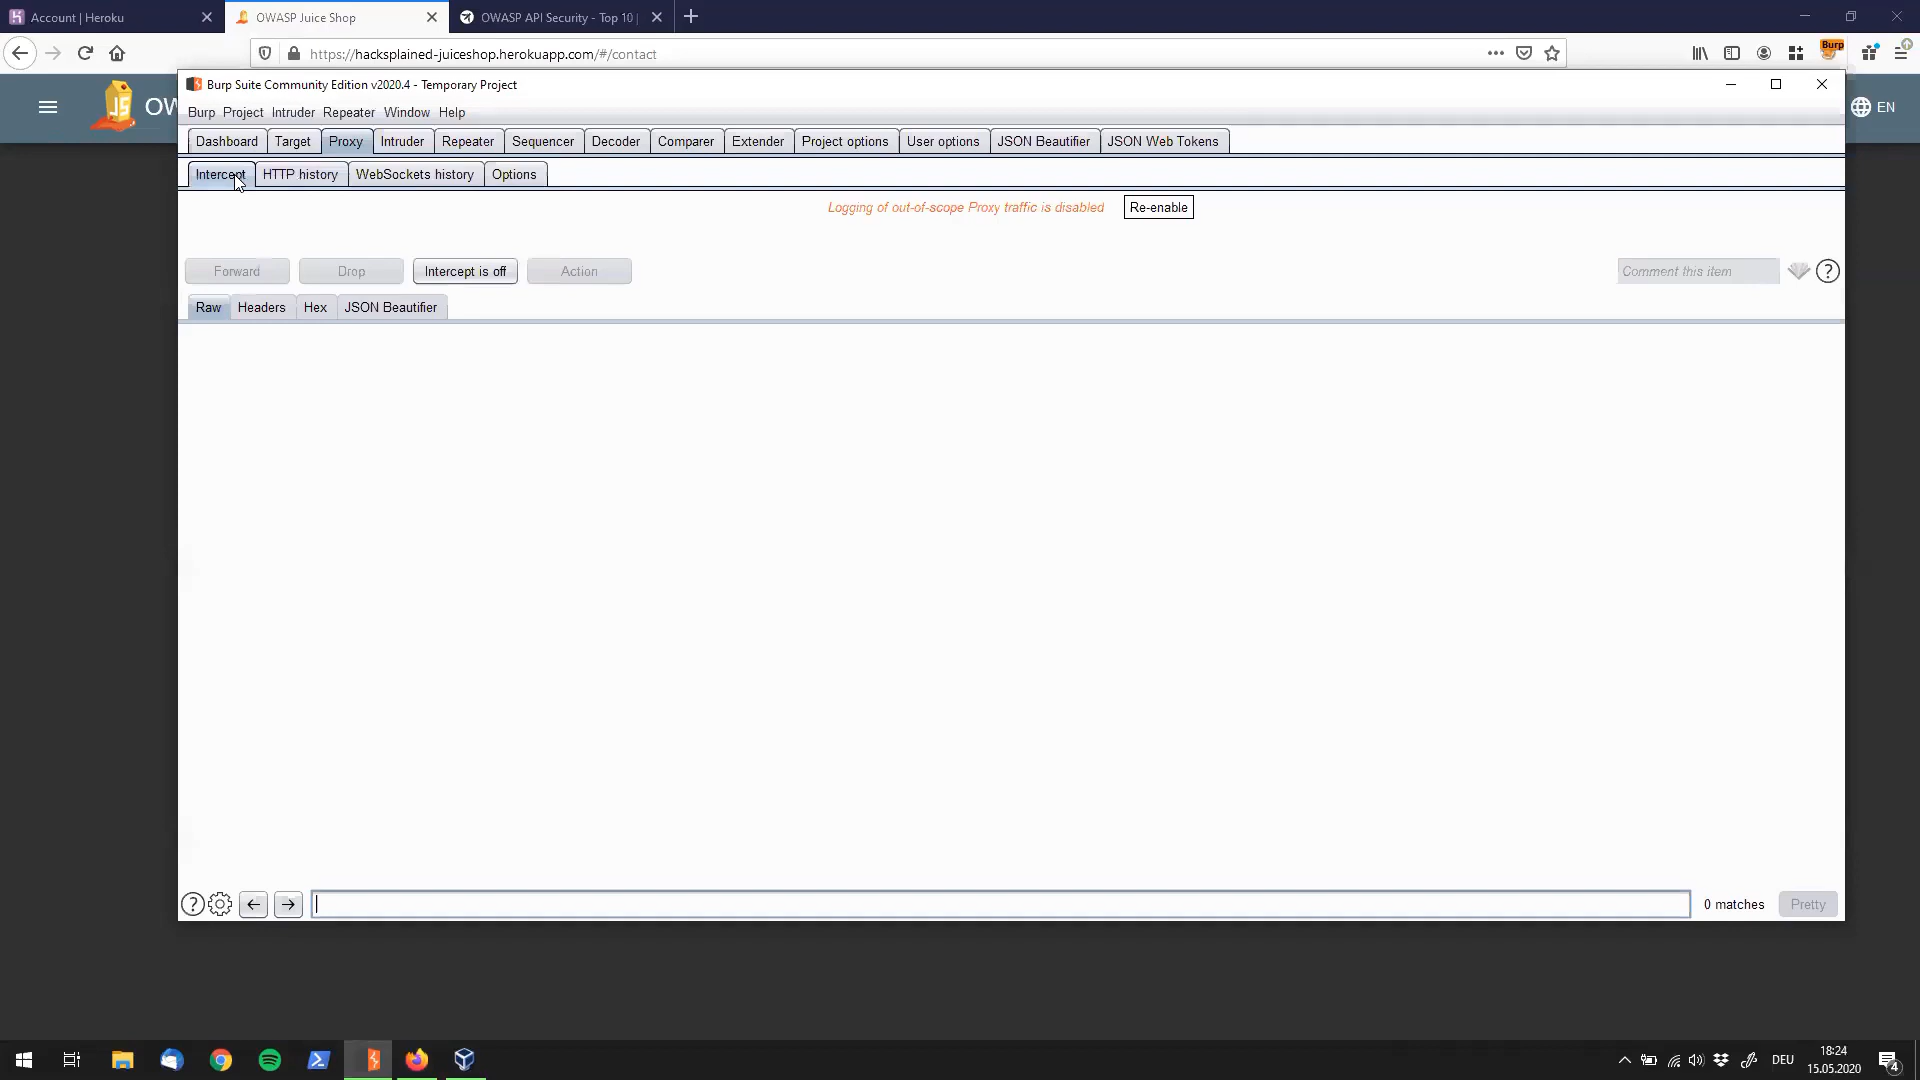 Account | Heroku
OWASP Juice Shop
OWASP API Security - Top 10 |
https://hacksplained-juiceshop.herokuapp.com/#/contact
Burp
JS
OW
EN
Burp Suite Community Edition v2020.4 - Temporary Project
Burp Project Intruder Repeater Window Help
Dashboard Target Proxy Intruder Repeater Sequencer Decoder Comparer Extender Project options User options JSON Beautifier JSON Web Tokens
Intercept HTTP history WebSockets history Options
Logging of out-of-scope Proxy traffic is disabled Re-enable
Forward Drop Intercept is off Action Comment this item ?
Raw Headers Hex JSON Beautifier
? 0 matches Pretty
DEU
18:24
15.05.2020
4